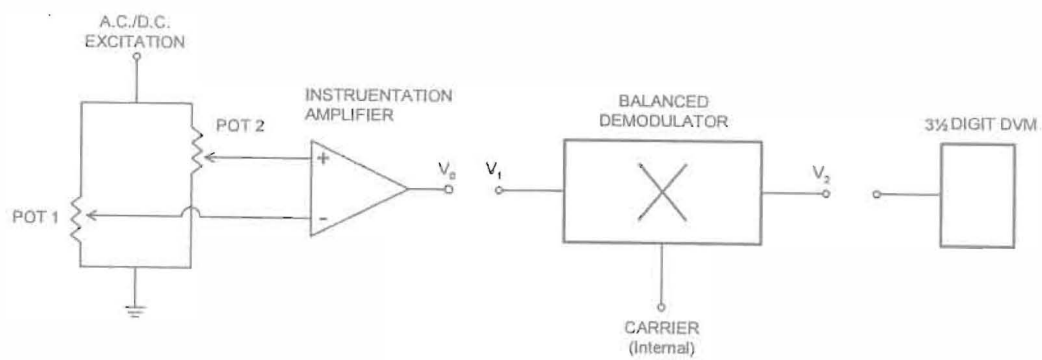 A.C./D.C.
EXCITATION
POT 2
POT 1
INSTRUENTATION
AMPLIFIER
+
-
V₀
V₁
BALANCED
DEMODULATOR
V₂
3½ DIGIT DVM
CARRIER
(Internal)